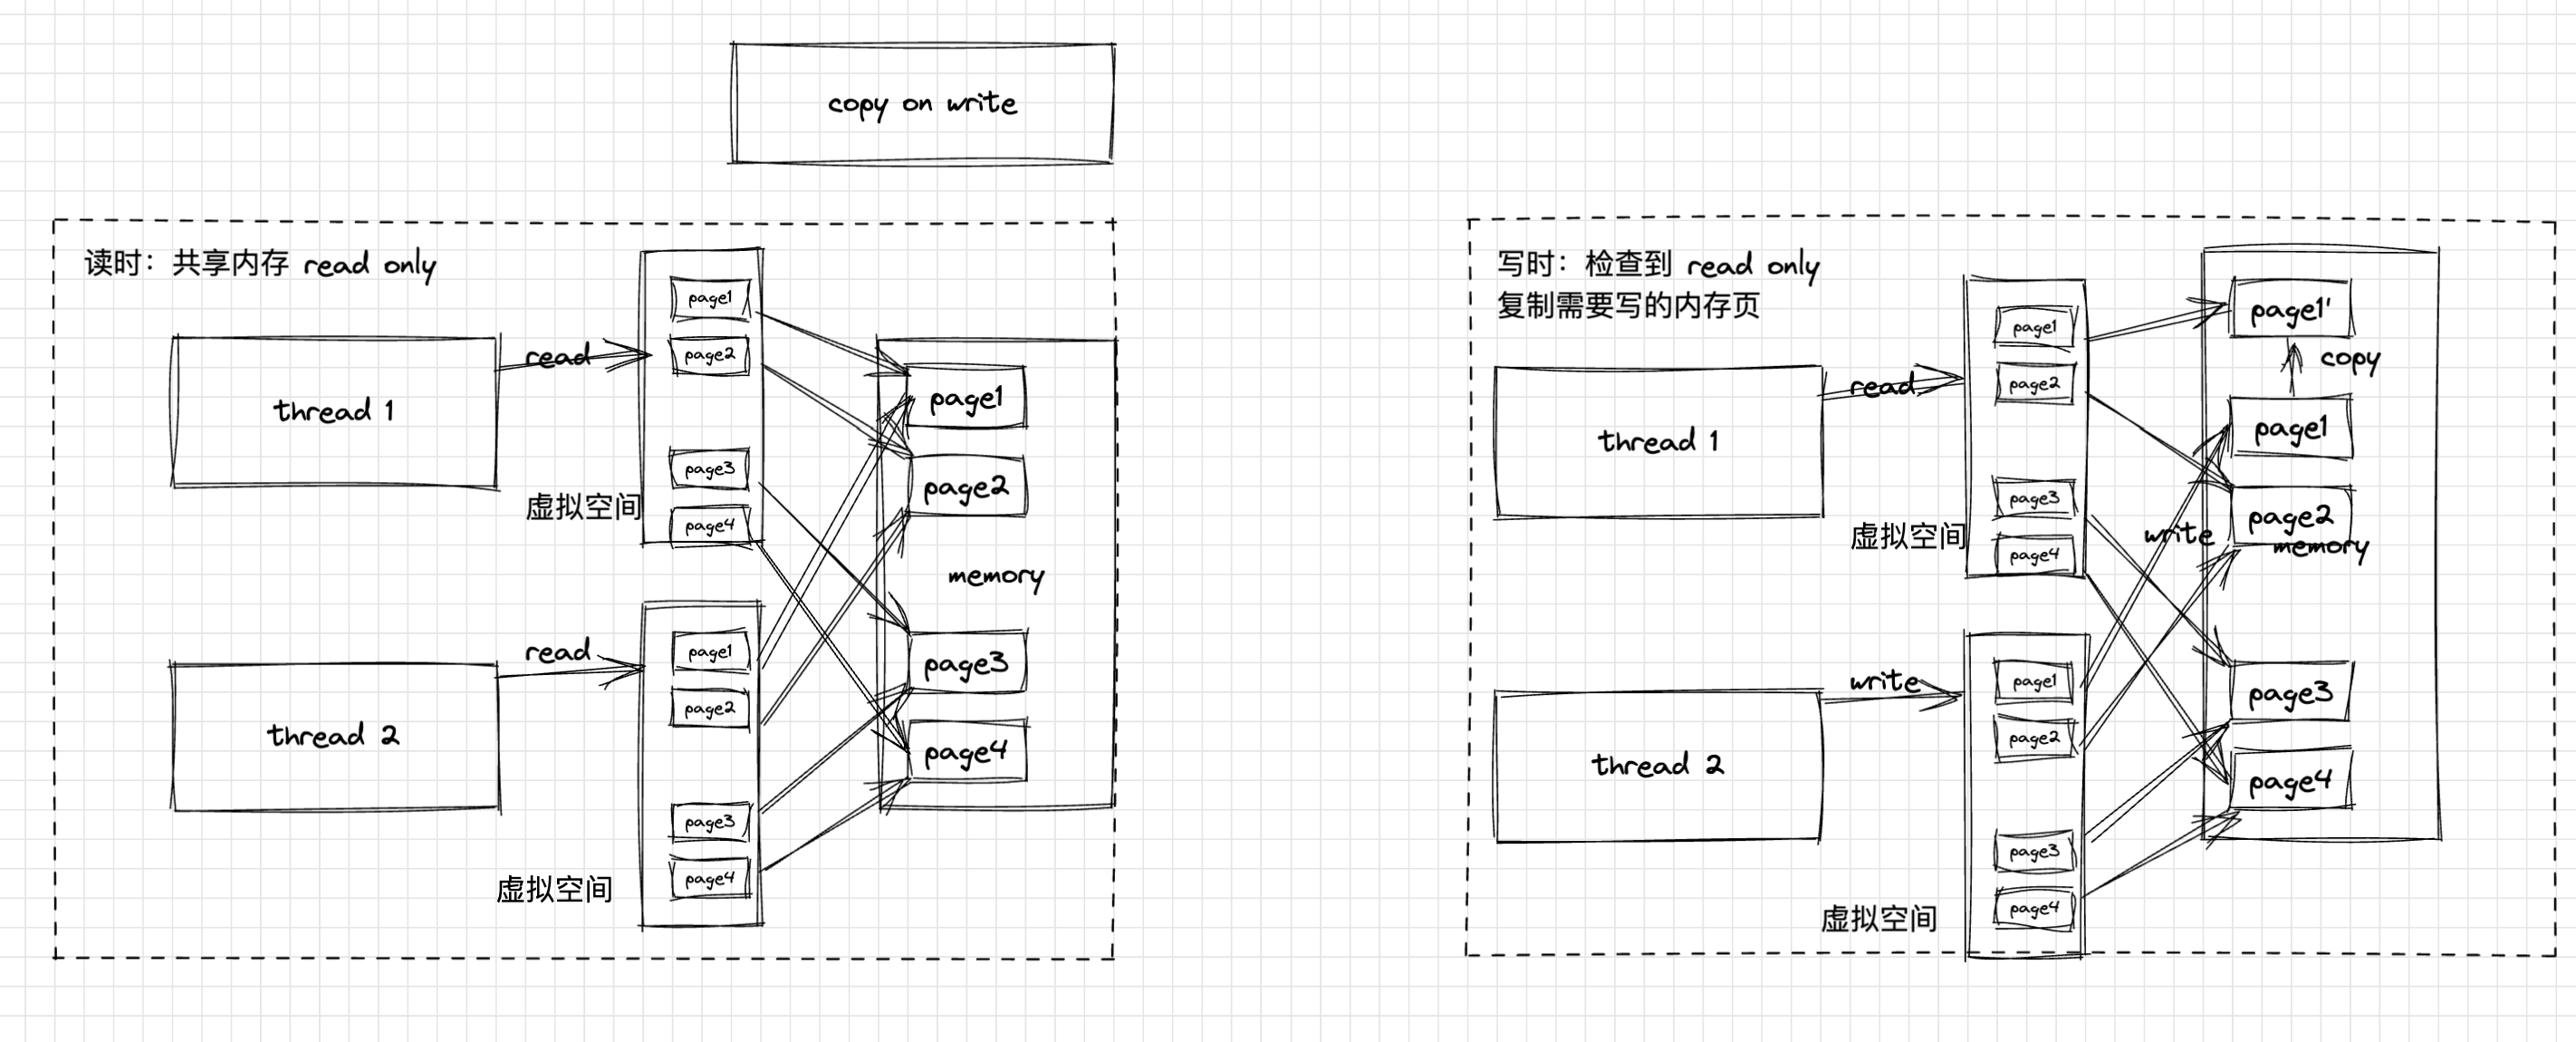 copy on write
读时：共享内存 read only
thread 1
read
page1
page2
page3
page4
虚拟空间
thread 2
read
page1
page2
page3
page4
虚拟空间
page1
page2
memory
page3
page4
写时：检查到 read only
复制需要写的内存页
thread 1
read
page1
page2
page3
page4
虚拟空间
thread 2
write
page1
page2
page3
page4
虚拟空间
write
page1'
copy
page1
page2
memory
page3
page4